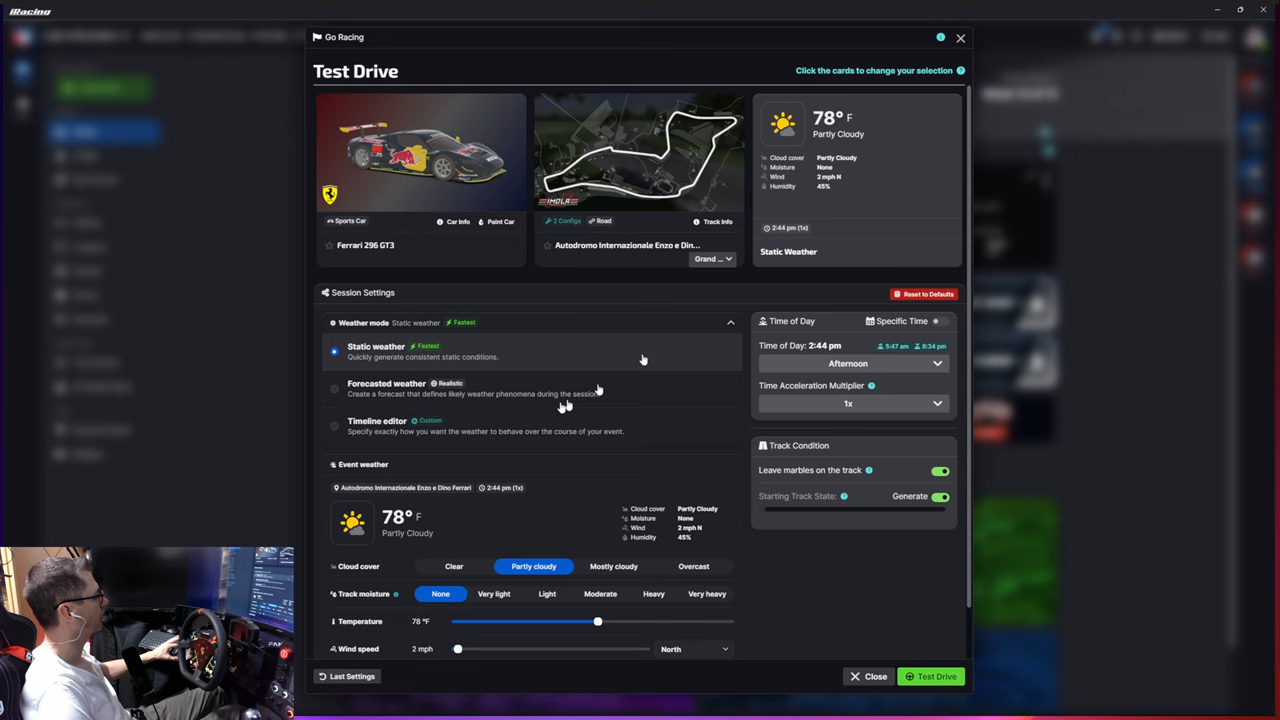 iRacing
Go Racing
Test Drive
Click the cards to change your selection
78° F
Partly Cloudy
Cloud cover Partly Cloudy
Moisture None
Wind 2 mph N
Humidity 45%
IMOLA
Sports Car Car Info Paint Car
2 Configs Road Track Info
2:44 pm (1x)
Ferrari 296 GT3
Autodromo Internazionale Enzo e Din...
Static Weather
Grand ...
Session Settings
Reset to Defaults
Weather mode Static weather Fastest
Static weather Fastest
Quickly generate consistent static conditions.
Forecasted weather Realistic
Create a forecast that defines likely weather phenomena during the session.
Timeline editor Custom
Specify exactly how you want the weather to behave over the course of your event.
Time of Day Specific Time
Time of Day: 2:44 pm 5:47 am 8:34 pm
Afternoon
Time Acceleration Multiplier
1x
Track Condition
Leave marbles on the track
Starting Track State: Generate
Event weather
Autodromo Internazionale Enzo e Dino Ferrari 2:44 pm (1x)
78° F
Partly Cloudy
Cloud cover Partly Cloudy
Moisture None
Wind 2 mph N
Humidity 45%
Cloud cover Clear Partly cloudy Mostly cloudy Overcast
Track moisture None Very light Light Moderate Heavy Very heavy
Temperature 78 °F
Wind speed 2 mph North
Last Settings
Close
Test Drive